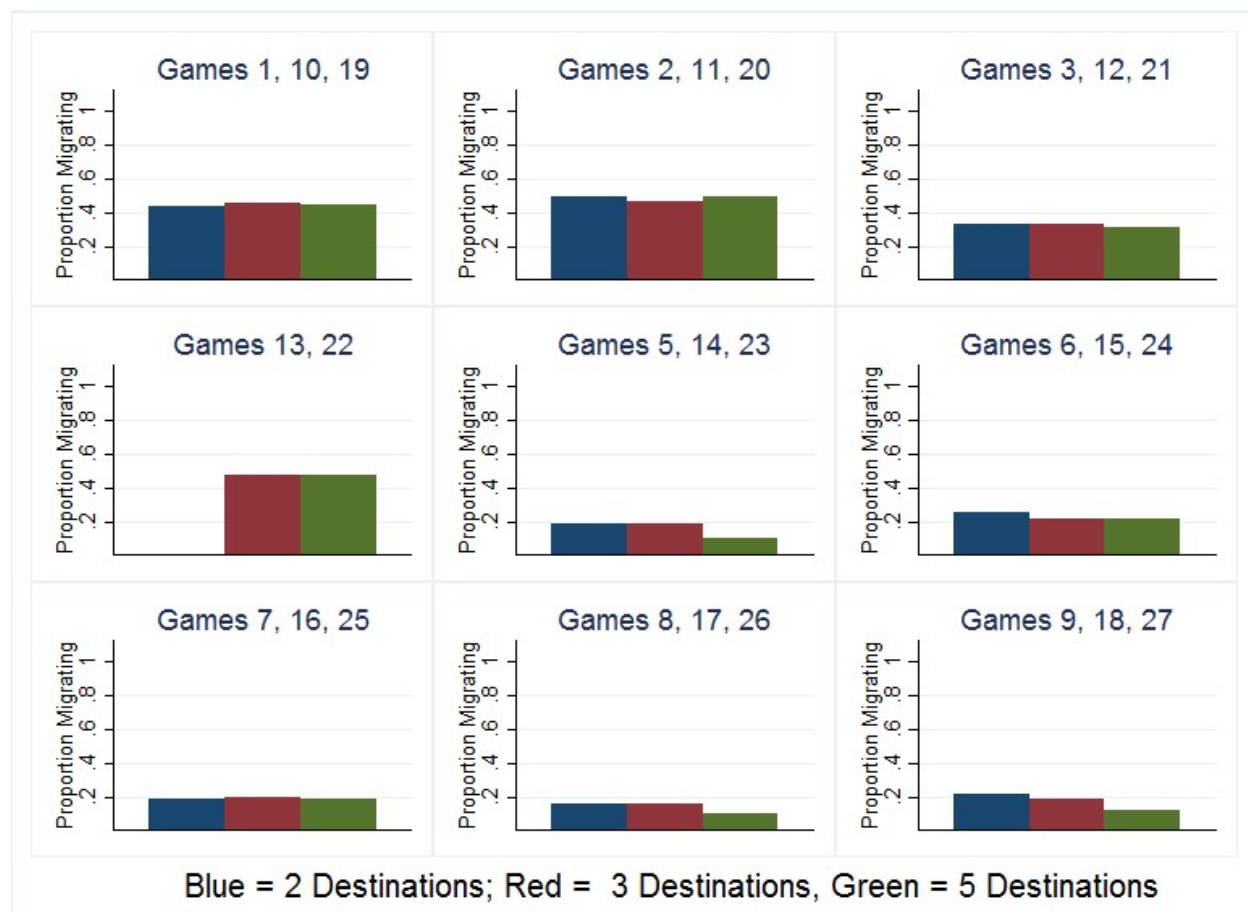 Games 1, 10, 19
Proportion Migrating
1
.8
.6
.4
.2
Games 2, 11, 20
Proportion Migrating
1
.8
.6
.4
.2
Games 3, 12, 21
Proportion Migrating
1
.8
.6
.4
.2
Games 13, 22
Proportion Migrating
1
.8
.6
.4
.2
Games 5, 14, 23
Proportion Migrating
1
.8
.6
.4
.2
Games 6, 15, 24
Proportion Migrating
1
.8
.6
.4
.2
Games 7, 16, 25
Proportion Migrating
1
.8
.6
.4
.2
Games 8, 17, 26
Proportion Migrating
1
.8
.6
.4
.2
Games 9, 18, 27
Proportion Migrating
1
.8
.6
.4
.2
Blue = 2 Destinations; Red =  3 Destinations, Green = 5 Destinations